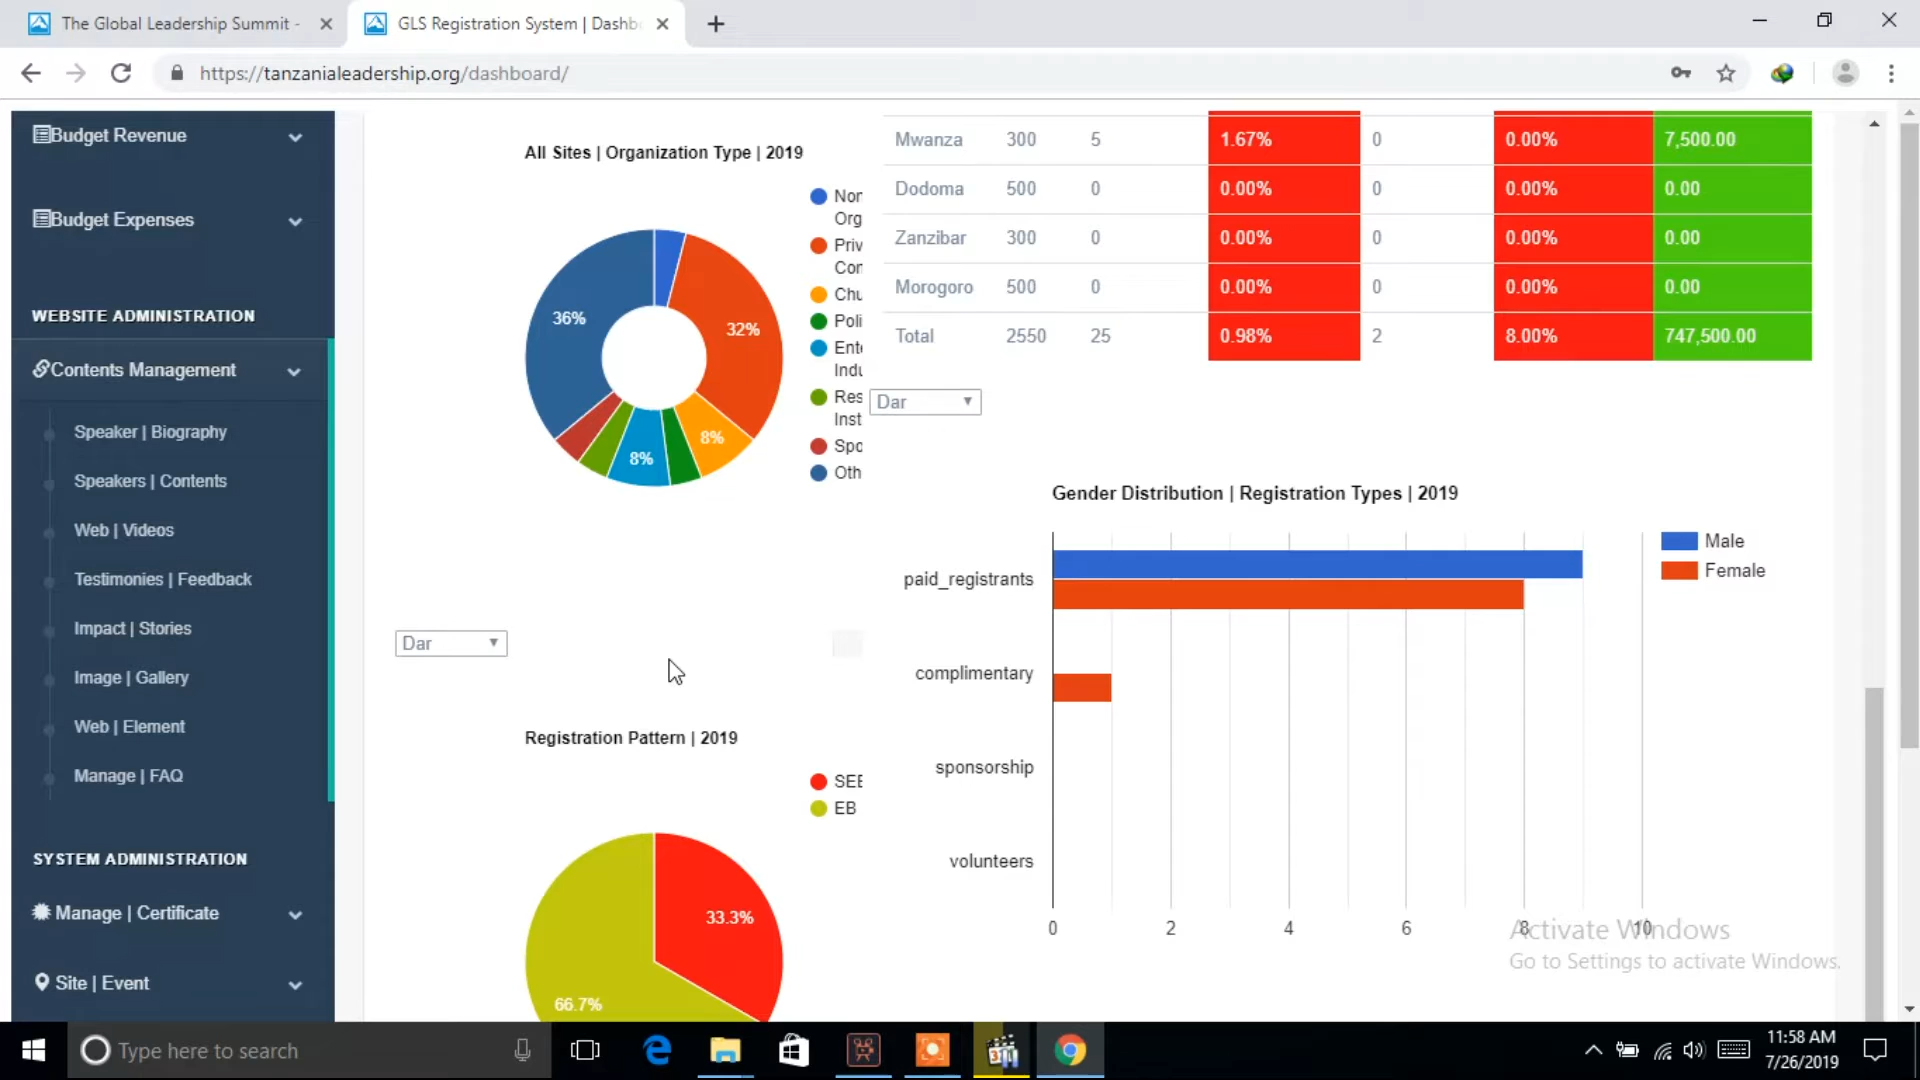 The Global Leadership Summit -
GLS Registration System | Dashb
https://tanzanialeadership.org/dashboard/
Budget Revenue
Budget Expenses
WEBSITE ADMINISTRATION
Contents Management
Speaker | Biography
Speakers | Contents
Web | Videos
Testimonies | Feedback
Impact | Stories
Image | Gallery
Web | Element
Manage | FAQ
SYSTEM ADMINISTRATION
Manage | Certificate
Site | Event
All Sites | Organization Type | 2019
36%
32%
8%
8%
Nor
Org
Priv
Cor
Chu
Poli
Ente
Indu
Res
Inst
Spo
Oth
Dar
Registration Pattern | 2019
SEE
EB
33.3%
66.7%
Mwanza 300 5 1.67% 0 0.00% 7,500.00
Dodoma 500 0 0.00% 0 0.00% 0.00
Zanzibar 300 0 0.00% 0 0.00% 0.00
Morogoro 500 0 0.00% 0 0.00% 0.00
Total 2550 25 0.98% 2 8.00% 747,500.00
Dar
Gender Distribution | Registration Types | 2019
Male
Female
paid_registrants
complimentary
sponsorship
volunteers
0 2 4 6 8 10
Activate Windows
Go to Settings to activate Windows.
Type here to search
11:58 AM
7/26/2019